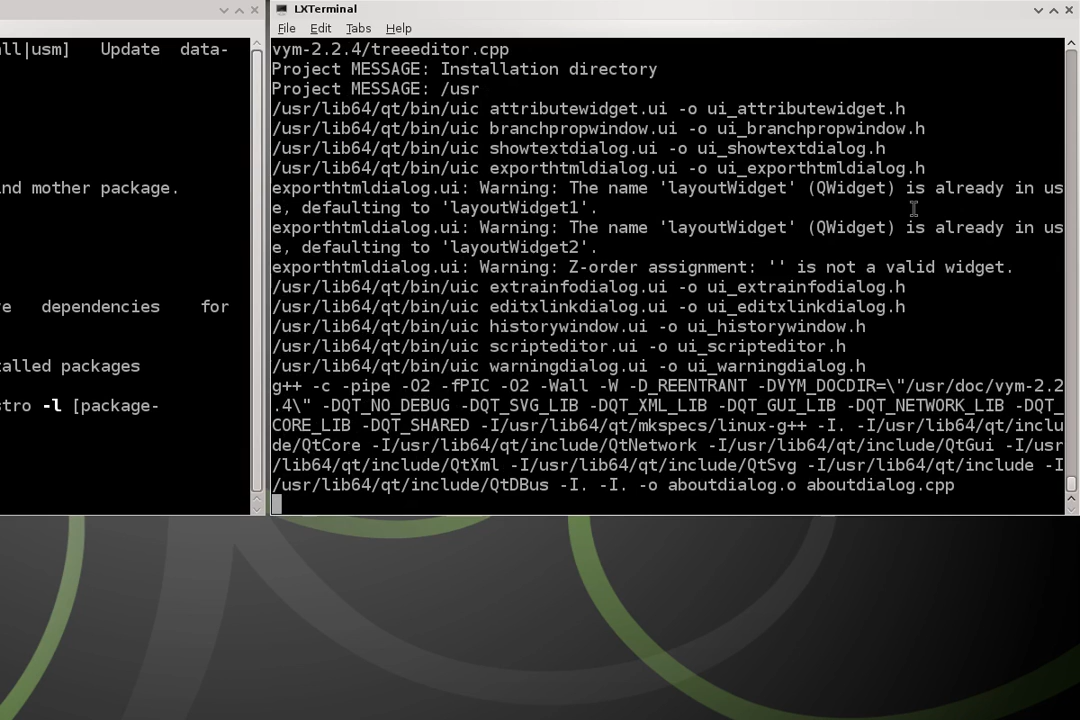 all|usm]   Update  data-
and mother package.
e   dependencies    for
alled packages
stro -l [package-
LXTerminal
File Edit Tabs Help
vym-2.2.4/treeeditor.cpp
Project MESSAGE: Installation directory
Project MESSAGE: /usr
/usr/lib64/qt/bin/uic attributewidget.ui -o ui_attributewidget.h
/usr/lib64/qt/bin/uic branchpropwindow.ui -o ui_branchpropwindow.h
/usr/lib64/qt/bin/uic showtextdialog.ui -o ui_showtextdialog.h
/usr/lib64/qt/bin/uic exporthtmldialog.ui -o ui_exporthtmldialog.h
exporthtmldialog.ui: Warning: The name 'layoutWidget' (QWidget) is already in us
e, defaulting to 'layoutWidget1'.
exporthtmldialog.ui: Warning: The name 'layoutWidget' (QWidget) is already in us
e, defaulting to 'layoutWidget2'.
exporthtmldialog.ui: Warning: Z-order assignment: '' is not a valid widget.
/usr/lib64/qt/bin/uic extrainfodialog.ui -o ui_extrainfodialog.h
/usr/lib64/qt/bin/uic editxlinkdialog.ui -o ui_editxlinkdialog.h
/usr/lib64/qt/bin/uic historywindow.ui -o ui_historywindow.h
/usr/lib64/qt/bin/uic scripteditor.ui -o ui_scripteditor.h
/usr/lib64/qt/bin/uic warningdialog.ui -o ui_warningdialog.h
g++ -c -pipe -O2 -fPIC -O2 -Wall -W -D_REENTRANT -DVYM_DOCDIR=\"/usr/doc/vym-2.2
.4\" -DQT_NO_DEBUG -DQT_SVG_LIB -DQT_XML_LIB -DQT_GUI_LIB -DQT_NETWORK_LIB -DQT_
CORE_LIB -DQT_SHARED -I/usr/lib64/qt/mkspecs/linux-g++ -I. -I/usr/lib64/qt/inclu
de/QtCore -I/usr/lib64/qt/include/QtNetwork -I/usr/lib64/qt/include/QtGui -I/usr
/lib64/qt/include/QtXml -I/usr/lib64/qt/include/QtSvg -I/usr/lib64/qt/include -I
/usr/lib64/qt/include/QtDBus -I. -I. -o aboutdialog.o aboutdialog.cpp